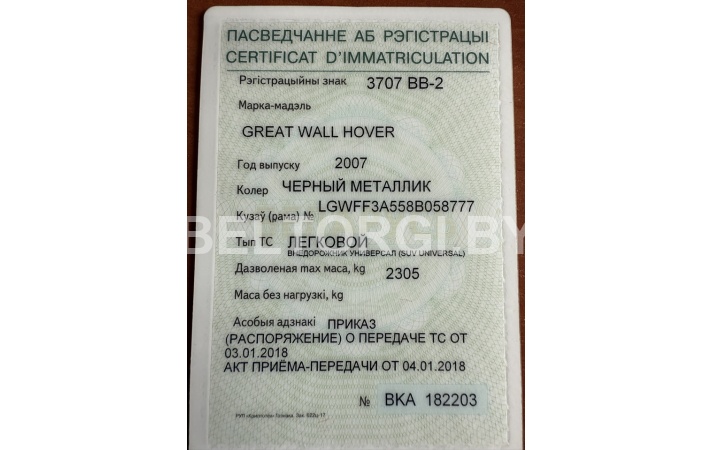 ПАСВЕДЧАННЕ АБ РЭГІСТРАЦЫІ
CERTIFICAT D'IMMATRICULATION
Рэгістрацыйны знак 3707 BB-2
Марка-мадэль
GREAT WALL HOVER
Год выпуску 2007
Колер ЧЕРНЫЙ МЕТАЛЛИК
Кузаў (рама) № LGWFF3A558B058777
BELTORGI.BY
Тып ТС ЛЕГКОВОЙ
ВНЕДОРОЖНИК УНИВЕРСАЛ (SUV UNIVERSAL)
Дазволеная max маса, kg 2305
Маса без нагрузкі, kg
Асобыя адзнакі ПРИКАЗ
(РАСПОРЯЖЕНИЕ) О ПЕРЕДАЧЕ ТС ОТ
03.01.2018
АКТ ПРИЁМА-ПЕРЕДАЧИ ОТ 04.01.2018
№ BKA 182203